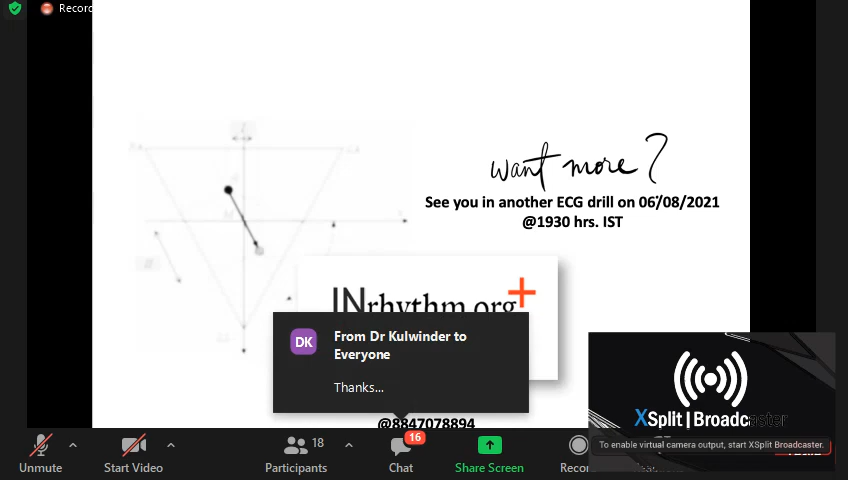 Recor
want more?
See you in another ECG drill on 06/08/2021
@1930 hrs. IST
INrhythm.org+
DK
From Dr Kulwinder to
Everyone
Thanks...
@8847078894
XSplit | Broadcaster
To enable virtual camera output, start XSplit Broadcaster.
18
16
Unmute
Start Video
Participants
Chat
Share Screen
Recor